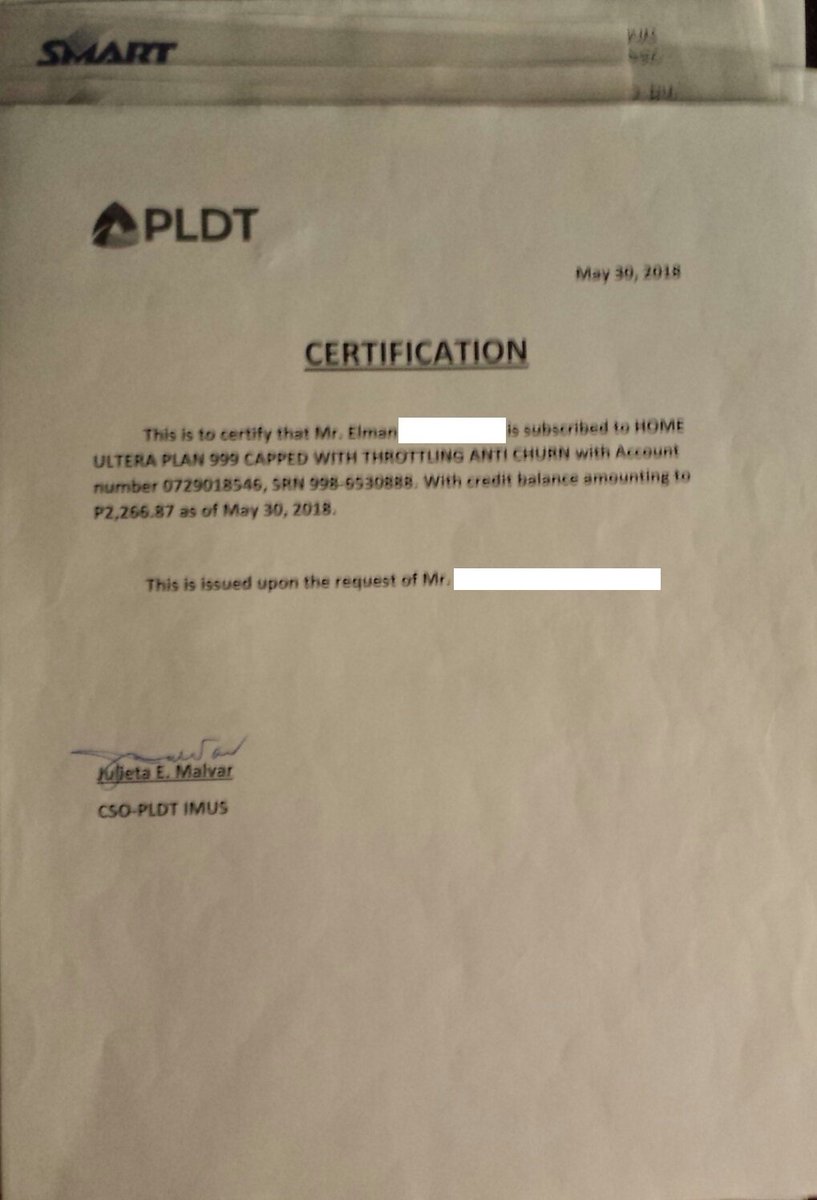 SMART
PLDT
May 30, 2018
CERTIFICATION
This is to certify that Mr. Elman is subscribed to HOME
ULTERA PLAN 999 CAPPED WITH THROTTLING ANTI CHURN with Account
number 0729018546, SRN 998-6530888. With credit balance amounting to
P2,266.87 as of May 30, 2018.
This is issued upon the request of Mr.
Julieta E. Malvar
CSO-PLDT IMUS